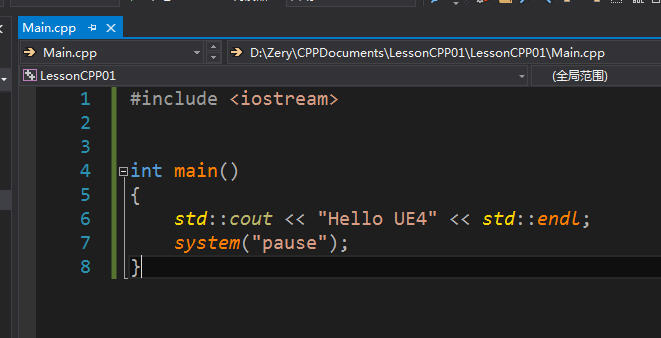 Main.cpp
Main.cpp D:\Zery\CPPDocuments\LessonCPP01\LessonCPP01\Main.cpp
LessonCPP01 (全局范围)
1 #include <iostream>
2
3
4 int main()
5 {
6 std::cout << "Hello UE4" << std::endl;
7 system("pause");
8 }